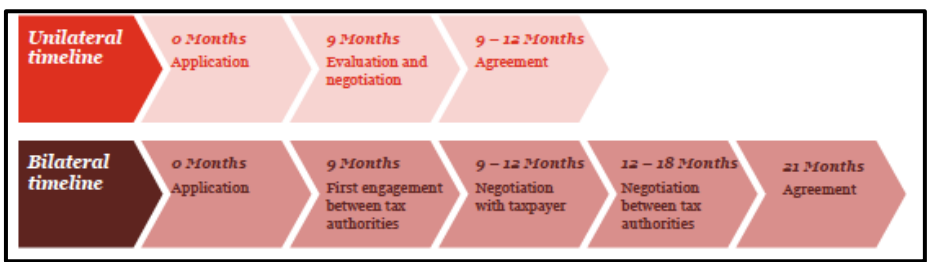 Unilateral
timeline
0 Months
Application
9 Months
Evaluation and
negotiation
9 – 12 Months
Agreement
Bilateral
timeline
0 Months
Application
9 Months
First engagement
between tax
authorities
9 – 12 Months
Negotiation
with taxpayer
12 – 18 Months
Negotiation
between tax
authorities
21 Months
Agreement